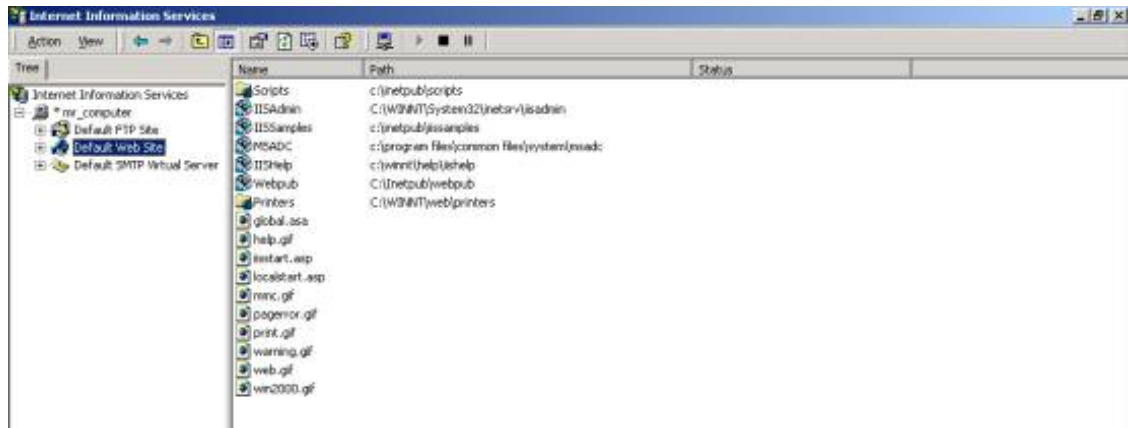 Internet Information Services
Action View
Tree
Name Path Status
Internet Information Services
* mr_computer
Default FTP Site
Default Web Site
Default SMTP Virtual Server
Scripts c:\inetpub\scripts
IISAdmin C:\WINNT\System32\inetsrv\iisadmin
IISSamples c:\inetpub\iissamples
MSADC c:\program files\common files\system\msadc
IISHelp c:\winnt\help\iishelp
Webpub C:\Inetpub\webpub
Printers C:\WINNT\web\printers
global.asa
help.gif
iisstart.asp
localstart.asp
mmc.gif
pagerror.gif
print.gif
warning.gif
web.gif
win2000.gif